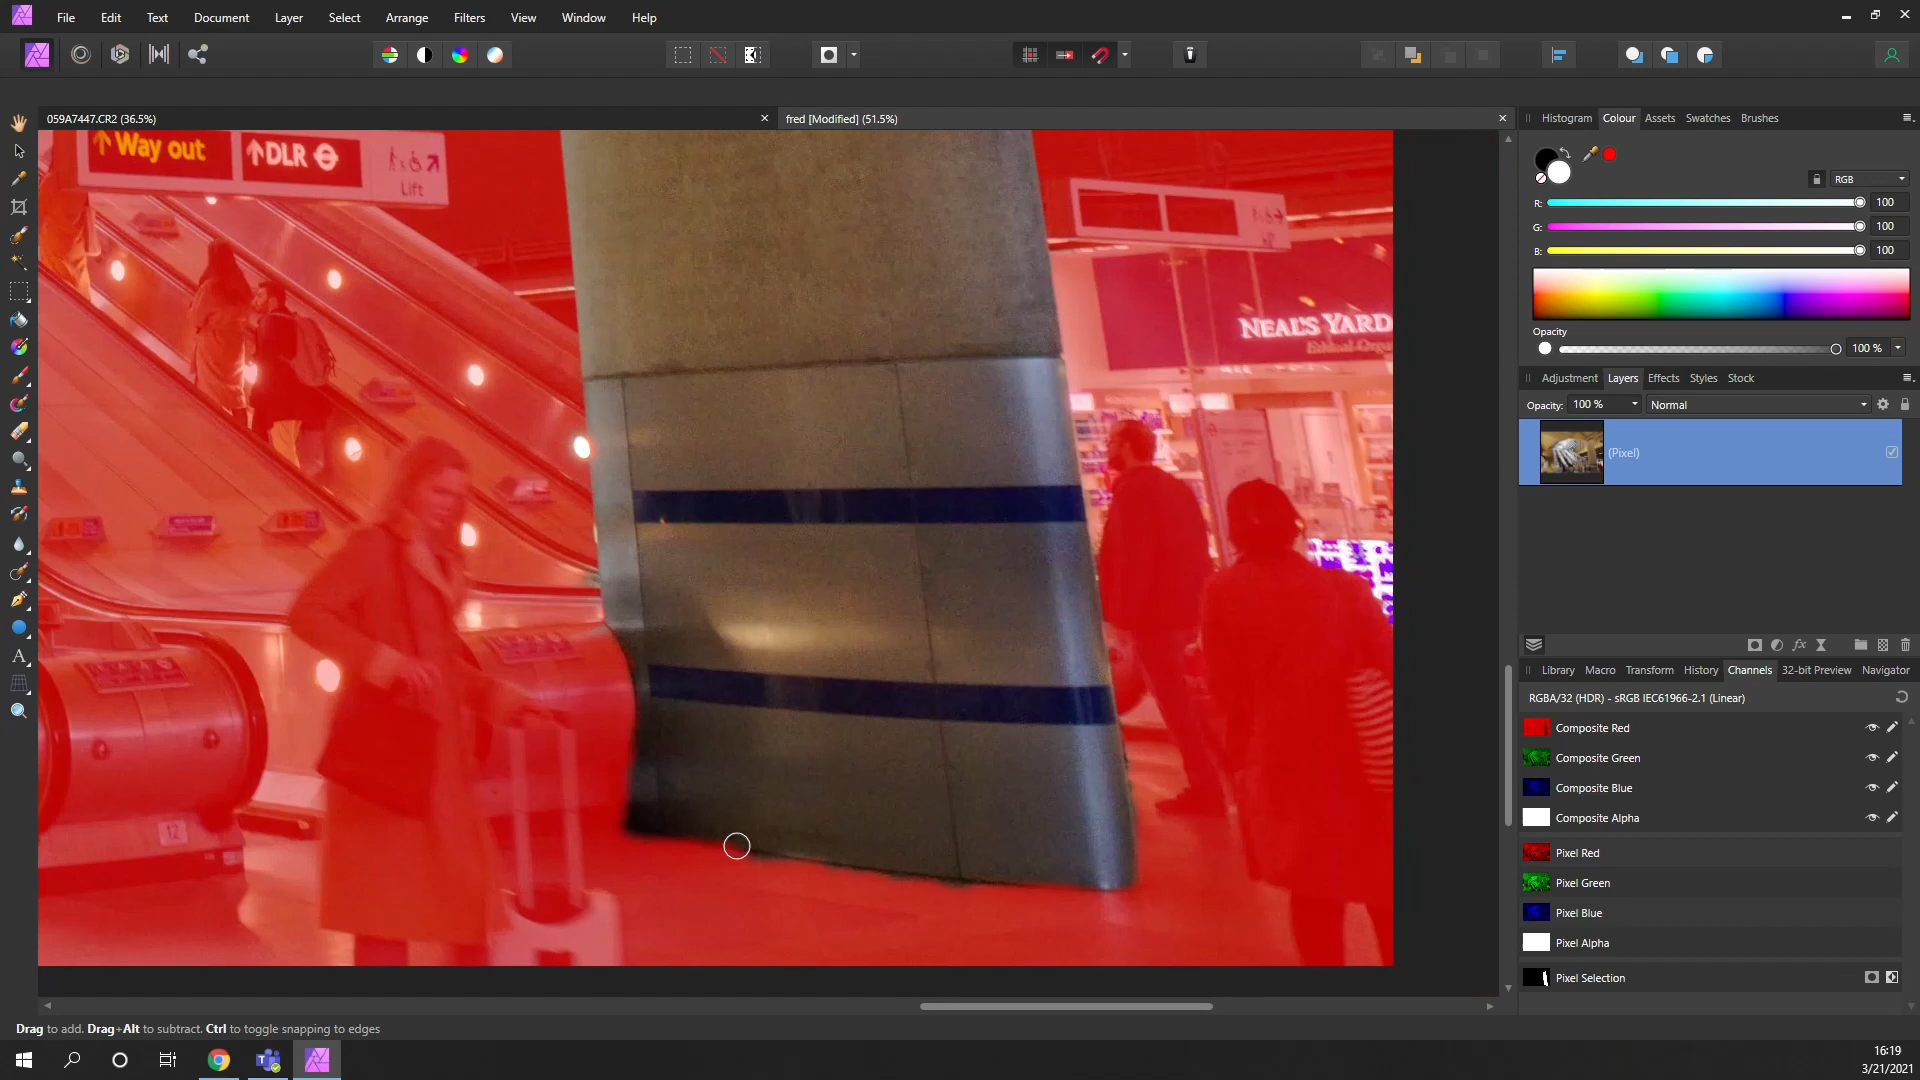 File Edit Text Document Layer Select Arrange Filters View Window Help
059A7447.CR2 (36.5%)
fred [Modified] (51.5%)
Histogram Colour Assets Swatches Brushes
RGB
R: 100
G: 100
B: 100
Opacity
100 %
Adjustment Layers Effects Styles Stock
Opacity: 100 % Normal
(Pixel)
Library Macro Transform History Channels 32-bit Preview Navigator
RGBA/32 (HDR) - sRGB IEC61966-2.1 (Linear)
Composite Red
Composite Green
Composite Blue
Composite Alpha
Pixel Red
Pixel Green
Pixel Blue
Pixel Alpha
Pixel Selection
Way out
DLR
Lift
NEAL'S YARD
12
Drag to add. Drag+Alt to subtract. Ctrl to toggle snapping to edges
16:19
3/21/2021